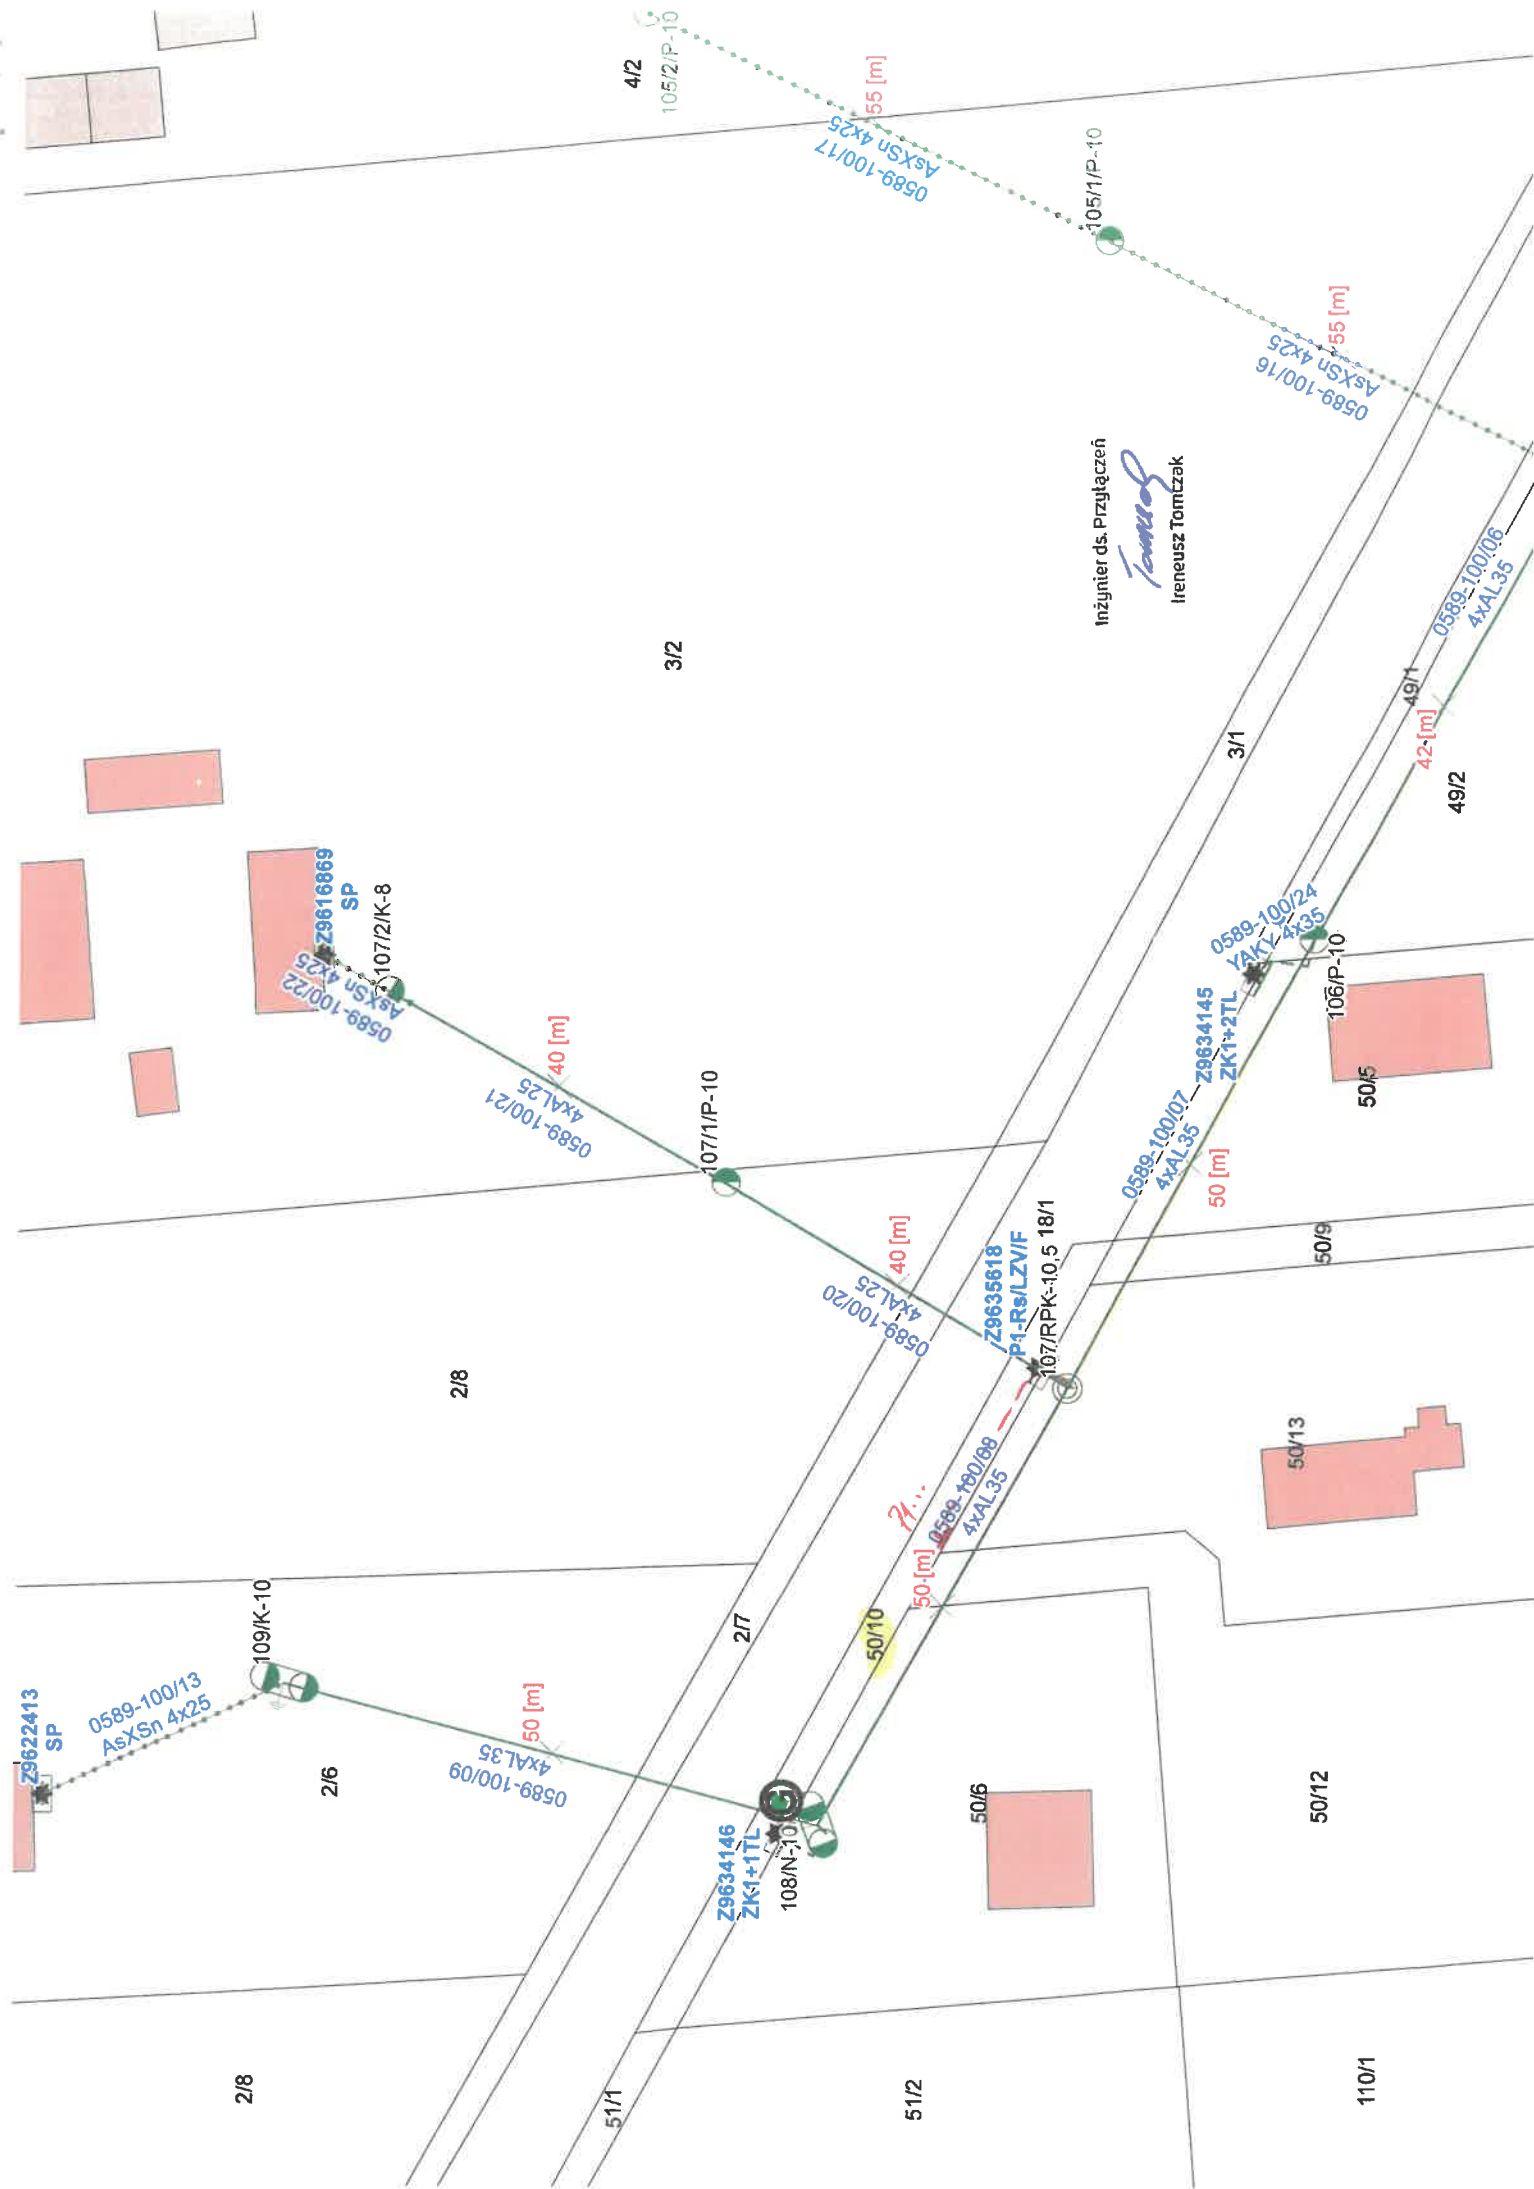 Z9622413
SP
0589-100/13
AsXSn 4x25
109/K-10
2/6
2/8
50 [m]
0589-100/09
4xAL35
Z9634146
ZK1+1TL
108/N-10
51/1
51/2
110/1
2/7
50/10
50/6
50/12
2/8
50 [m]
0589-100/08
4xAL35
Z9635618
P1-Rs/LZV/F
107/RPK-10,5 18/1
50/13
50/9
0589-100/20
4xAL25
40 [m]
107/1/P-10
0589-100/21
4xAL25
40 [m]
107/2/K-8
0589-100/22
AsXSn 4x25
Z9616869
SP
0589-100/07
4xAL35
50 [m]
Z9634145
ZK1+2TL
0589-100/24
YAKY 4x35
106/P-10
50/5
3/2
3/1
49/1
49/2
42 [m]
0589-100/06
4xAL35
Inżynier ds. Przyłączeń
Ireneusz Tomczak
0589-100/16
AsXSn 4x25
55 [m]
105/1/P-10
0589-100/17
AsXSn 4x25
55 [m]
4/2
105/2/P-10